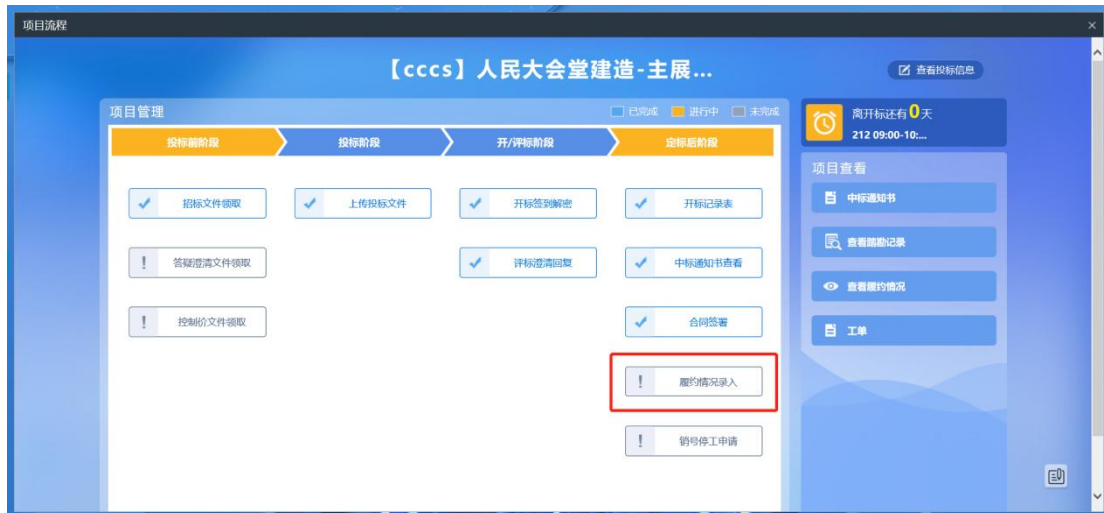 项目流程
【cccs】人民大会堂建造-主展...
查看投标信息
项目管理
已完成 进行中 未完成
离开标还有0天
212 09:00-10:...
投标前阶段 投标阶段 开/评标阶段 定标后阶段
项目查看
招标文件领取 上传投标文件 开标签到解密 开标记录表
中标通知书
查看踏勘记录
答疑澄清文件领取 评标澄清回复 中标通知书查看
查看履约情况
控制价文件领取 合同签署
工单
履约情况录入
销号停工申请